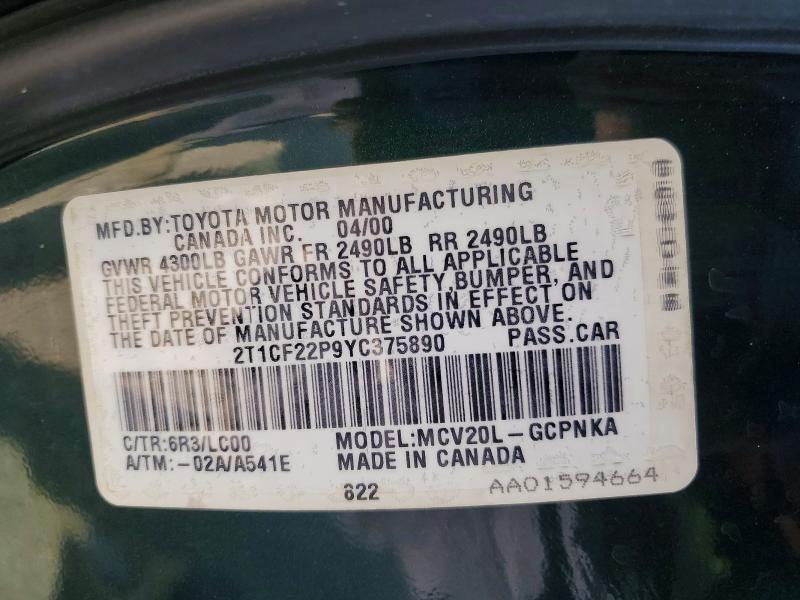 MFD.BY:TOYOTA MOTOR MANUFACTURING
CANADA INC. 04/00
GVWR 4300LB GAWR FR 2490LB RR 2490LB
THIS VEHICLE CONFORMS TO ALL APPLICABLE
FEDERAL MOTOR VEHICLE SAFETY,BUMPER, AND
THEFT PREVENTION STANDARDS IN EFFECT ON
THE DATE OF MANUFACTURE SHOWN ABOVE.
2T1CF22P9YC375890 PASS.CAR
C/TR:6R3/LC00 MODEL:MCV20L-GCPNKA
A/TM:-02A/A541E MADE IN CANADA
622 AA01594664